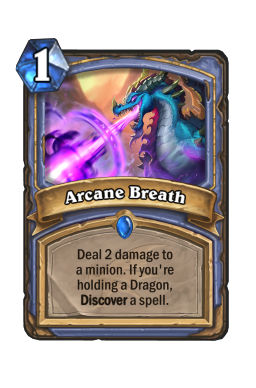 1
Arcane Breath
Deal 2 damage to
a minion. If you're
holding a Dragon,
Discover a spell.